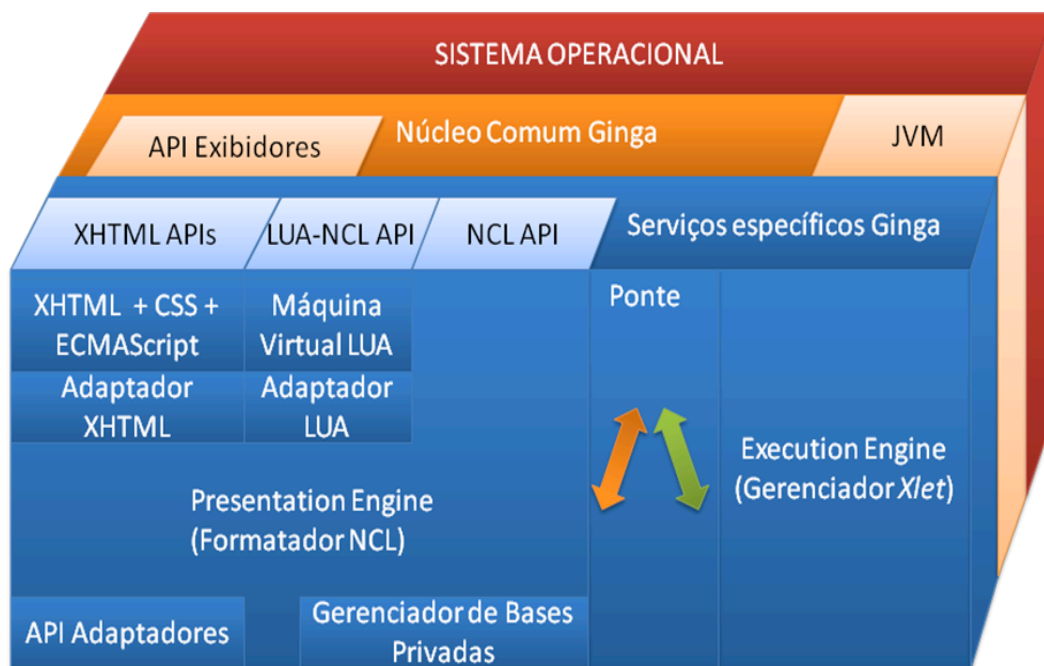 SISTEMA OPERACIONAL
API Exibidores
Núcleo Comum Ginga
JVM
XHTML APIs
LUA-NCL API
NCL API
Serviços específicos Ginga
XHTML + CSS +
ECMAScript
Máquina
Virtual LUA
Ponte
Adaptador
XHTML
Adaptador
LUA
Presentation Engine
(Formatador NCL)
Execution Engine
(Gerenciador Xlet)
API Adaptadores
Gerenciador de Bases
Privadas